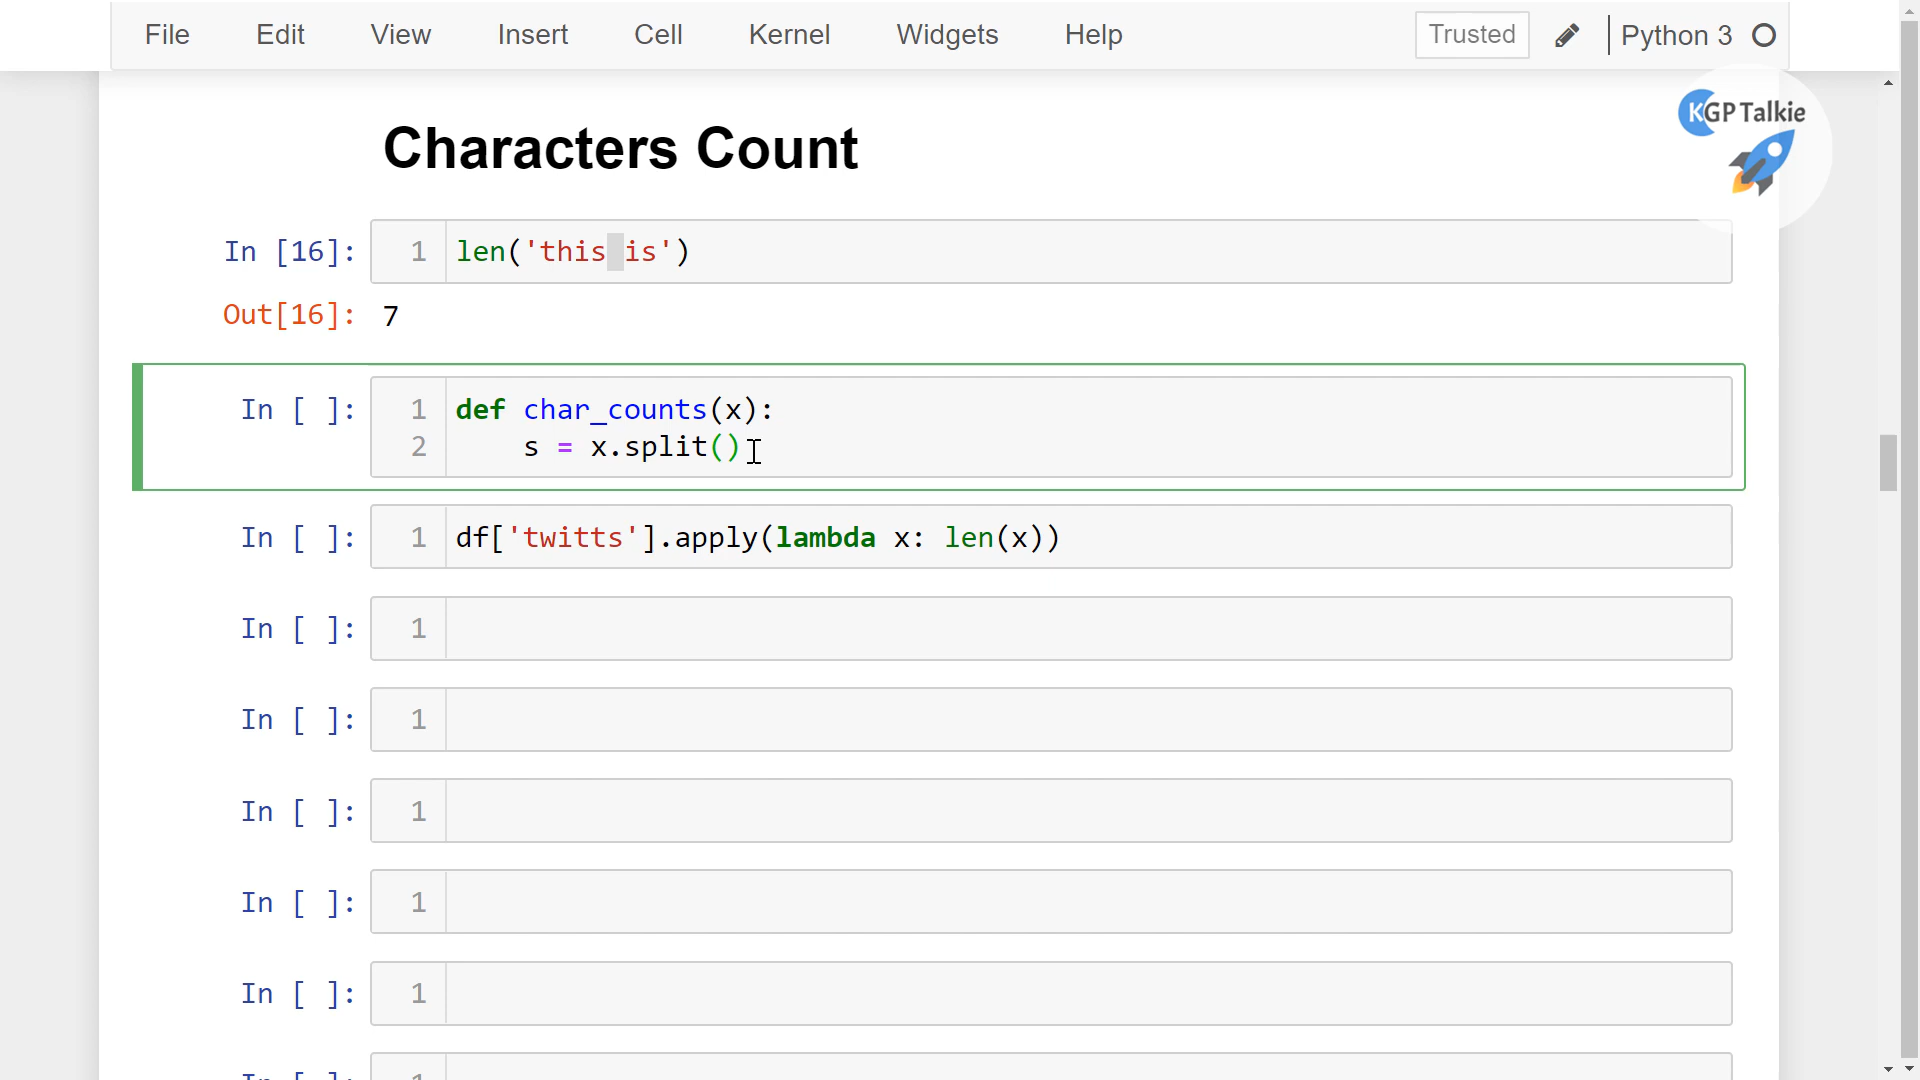 File Edit View Insert Cell Kernel Widgets Help Trusted Python 3
KGP Talkie
Characters Count
In [16]: 1 len('this is')
Out[16]: 7
In [ ]: 1 def char_counts(x):
2 s = x.split()
In [ ]: 1 df['twitts'].apply(lambda x: len(x))
In [ ]: 1
In [ ]: 1
In [ ]: 1
In [ ]: 1
In [ ]: 1
In [ ]: 1